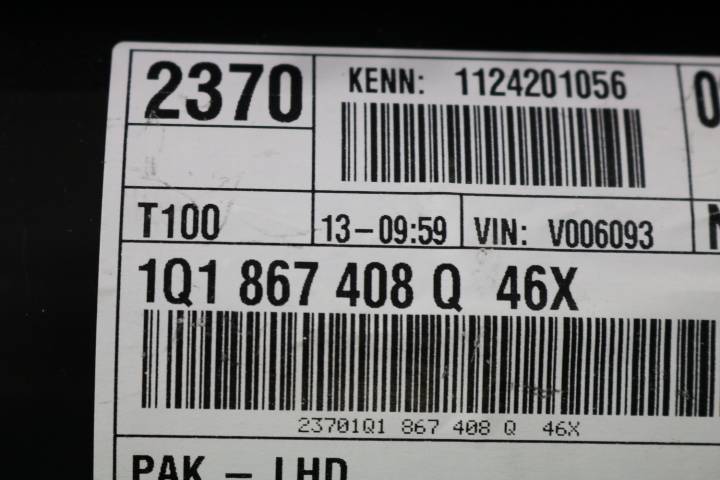 2370 KENN: 1124201056
T100 13-09:59 VIN: V006093
1Q1 867 408 Q 46X
23701Q1 867 408 Q 46X
PAK - LHD